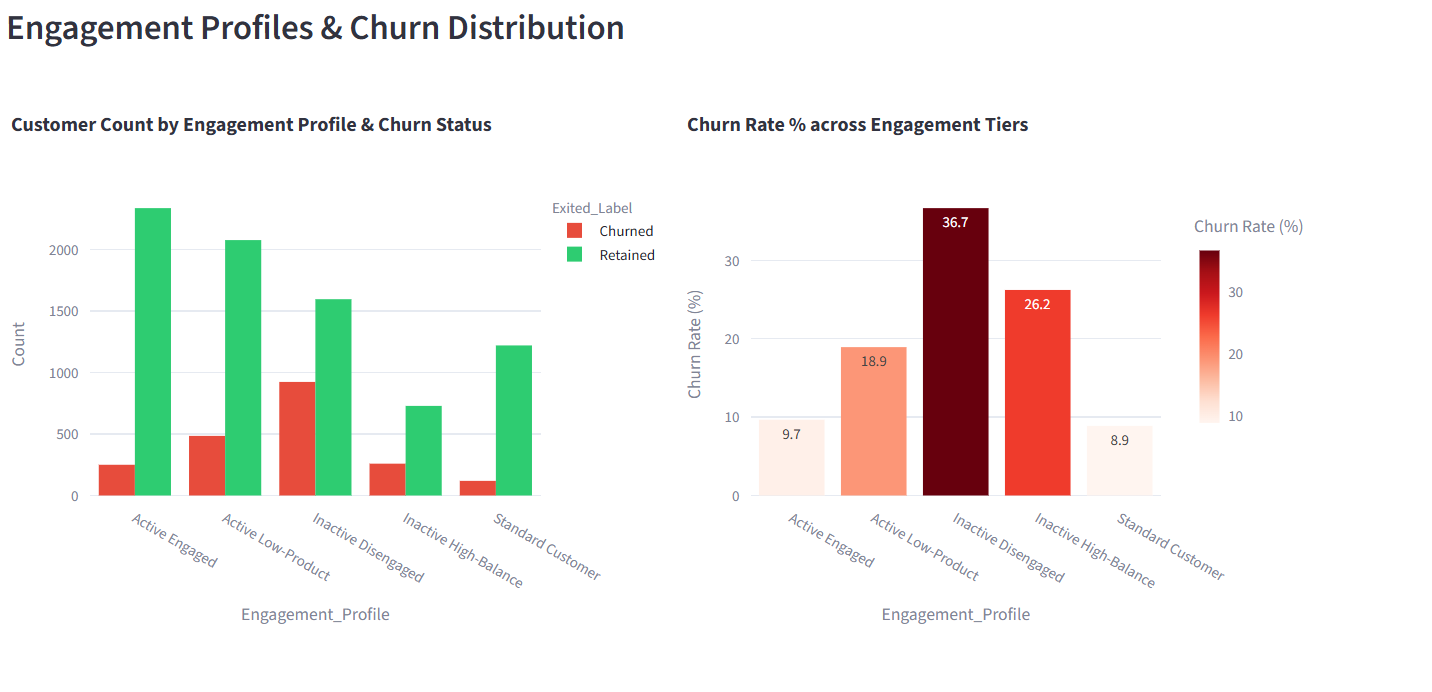 Engagement Profiles & Churn Distribution
Customer Count by Engagement Profile & Churn Status
Count
2000
1500
1000
500
0
Active Engaged
Active Low-Product
Inactive Disengaged
Inactive High-Balance
Standard Customer
Engagement_Profile
Exited_Label
Churned
Retained
Churn Rate % across Engagement Tiers
Churn Rate (%)
30
20
10
0
9.7
18.9
36.7
26.2
8.9
Active Engaged
Active Low-Product
Inactive Disengaged
Inactive High-Balance
Standard Customer
Engagement_Profile
Churn Rate (%)
30
20
10